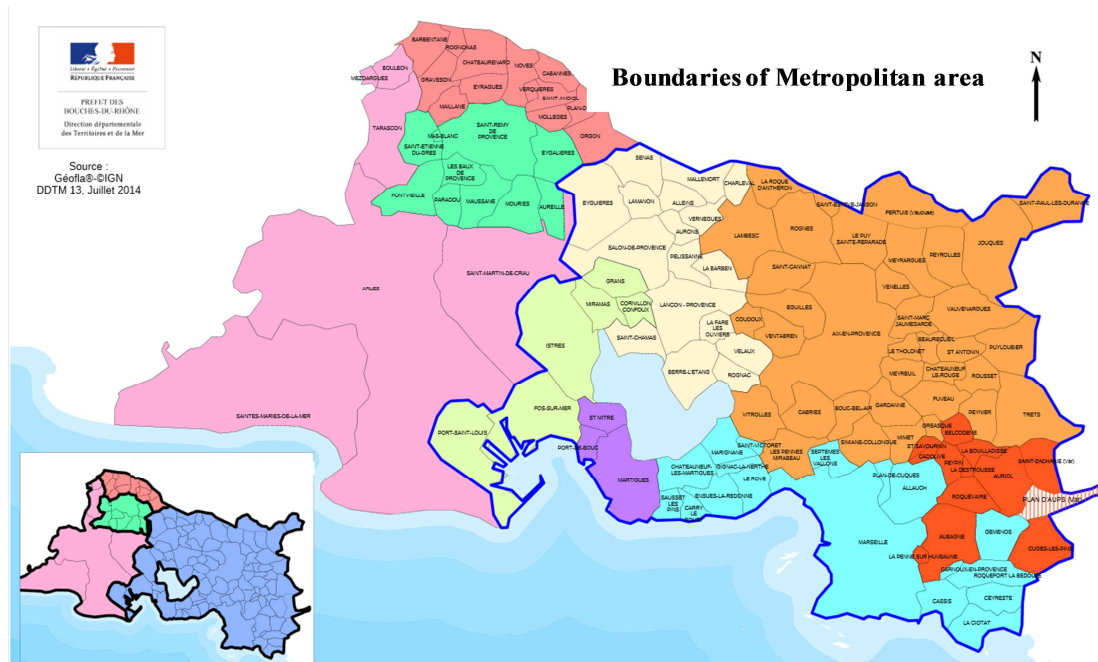 Liberté • Égalité • Fraternité
RÉPUBLIQUE FRANÇAISE
PREFET DES
BOUCHES-DU-RHÔNE
Direction départementale
des Territoires et de la Mer
Source :
Géofla®-©IGN
DDTM 13, Juillet 2014
Boundaries of Metropolitan area
N
BARBENTANE
ROGNONAS
CHATEAURENARD
NOVES
CABANNES
BOULBON
MEZOARGUES
GRAVESON
EYRAGUES
VERQUIERES
SAINT-ANDIOL
PLAN-D
MAILLANE
MOLLEGES
ORGON
TARASCON
SAINT-REMY
DE
PROVENCE
MAS-BLANC
SAINT-ETIENNE
DU-GRES
EYGALIERES
LES BAUX
DE
PROVENCE
FONTVIEILLE
PARADOU
MAUSSANE
MOURIES
AUREILLE
SENAS
MALLEMORT
CHARLEVAL
LA ROQUE
D'ANTHERON
EYGUIERES
LAMANON
ALLEINS
VERNEGUES
AURONS
SALON-DE-PROVENCE
PELISSANNE
LA BARBEN
LAMBESC
ROGNES
LE PUY
SAINTE-REPARADE
SAINT-PAUL-LES-DURANCE
JOUQUES
PEYROLLES
MEYRARGUES
SAINT-CANNAT
VENELLES
SAINT-MARTIN-DE-CRAU
ARLES
GRANS
MIRAMAS
CORNILLON
CONFOUX
LANCON - PROVENCE
EGUILLES
VAUVENARGUES
SAINT-MARC
JAUMEGARDE
COUDOUX
VENTABREN
AIX-EN-PROVENCE
LA FARE
LES
OLIVIERS
SAINT-CHAMAS
ISTRES
BEAURECUEIL
LE THOLONET
ST ANTONIN
PUYLOUBIER
VELAUX
BERRE-L'ETANG
ROGNAC
MEYREUIL
CHATEAUNEUF
LE-ROUGE
ROUSSET
FUVEAU
SAINTES-MARIES-DE-LA-MER
PORT-SAINT-LOUIS
FOS-SUR-MER
ST MITRE
VITROLLES
CABRIES
BOUC-BEL-AIR
GARDANNE
PEYNIER
TRETS
GREASQUE
BELCODENE
MIMET
SIMIANE-COLLONGUE
ST SAVOURNIN
CADOLIVE
PORT-DE-BOUC
MARTIGUES
SAINT-VICTORET
MARIGNANE
LES PENNES
MIRABEAU
SEPTEMES
LES
VALLONS
CHATEAUNEUF-
LES-MARTIGUES
GIGNAC-LA-NERTHE
LE ROVE
LA BOUILLADISSE
PEYPIN
LA DESTROUSSE
SAINT-ZACHARIE (Var)
AURIOL
PLAN-DE-CUQUES
ALLAUCH
SAUSSET
LES
PINS
CARRY
LE
ENSUES-LA-REDONNE
ROQUEVAIRE
PLAN D'AUPS (Var)
MARSEILLE
AUBAGNE
GEMENOS
LA PENNE SUR HUVEAUNE
CUGES-LES-PINS
CARNOUX-EN-PROVENCE
ROQUEFORT LA BEDOULE
CASSIS
CEYRESTE
LA CIOTAT